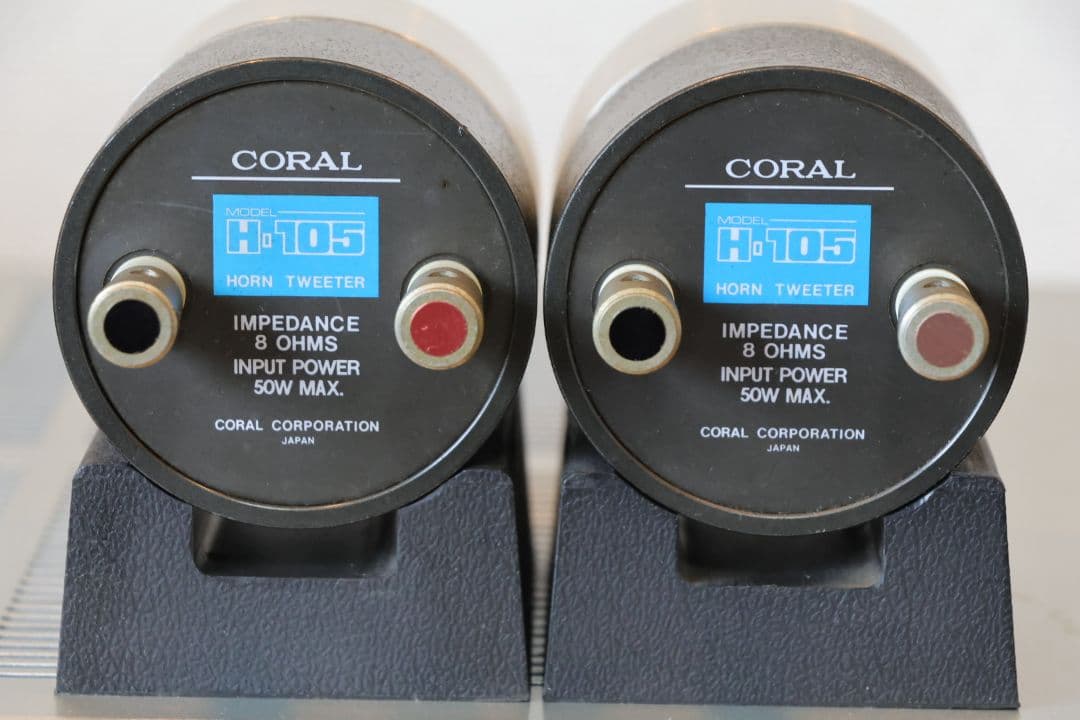 CORAL
MODEL
H-105
HORN TWEETER
IMPEDANCE
8 OHMS
INPUT POWER
50W MAX.
CORAL CORPORATION
JAPAN
CORAL
MODEL
H-105
HORN TWEETER
IMPEDANCE
8 OHMS
INPUT POWER
50W MAX.
CORAL CORPORATION
JAPAN